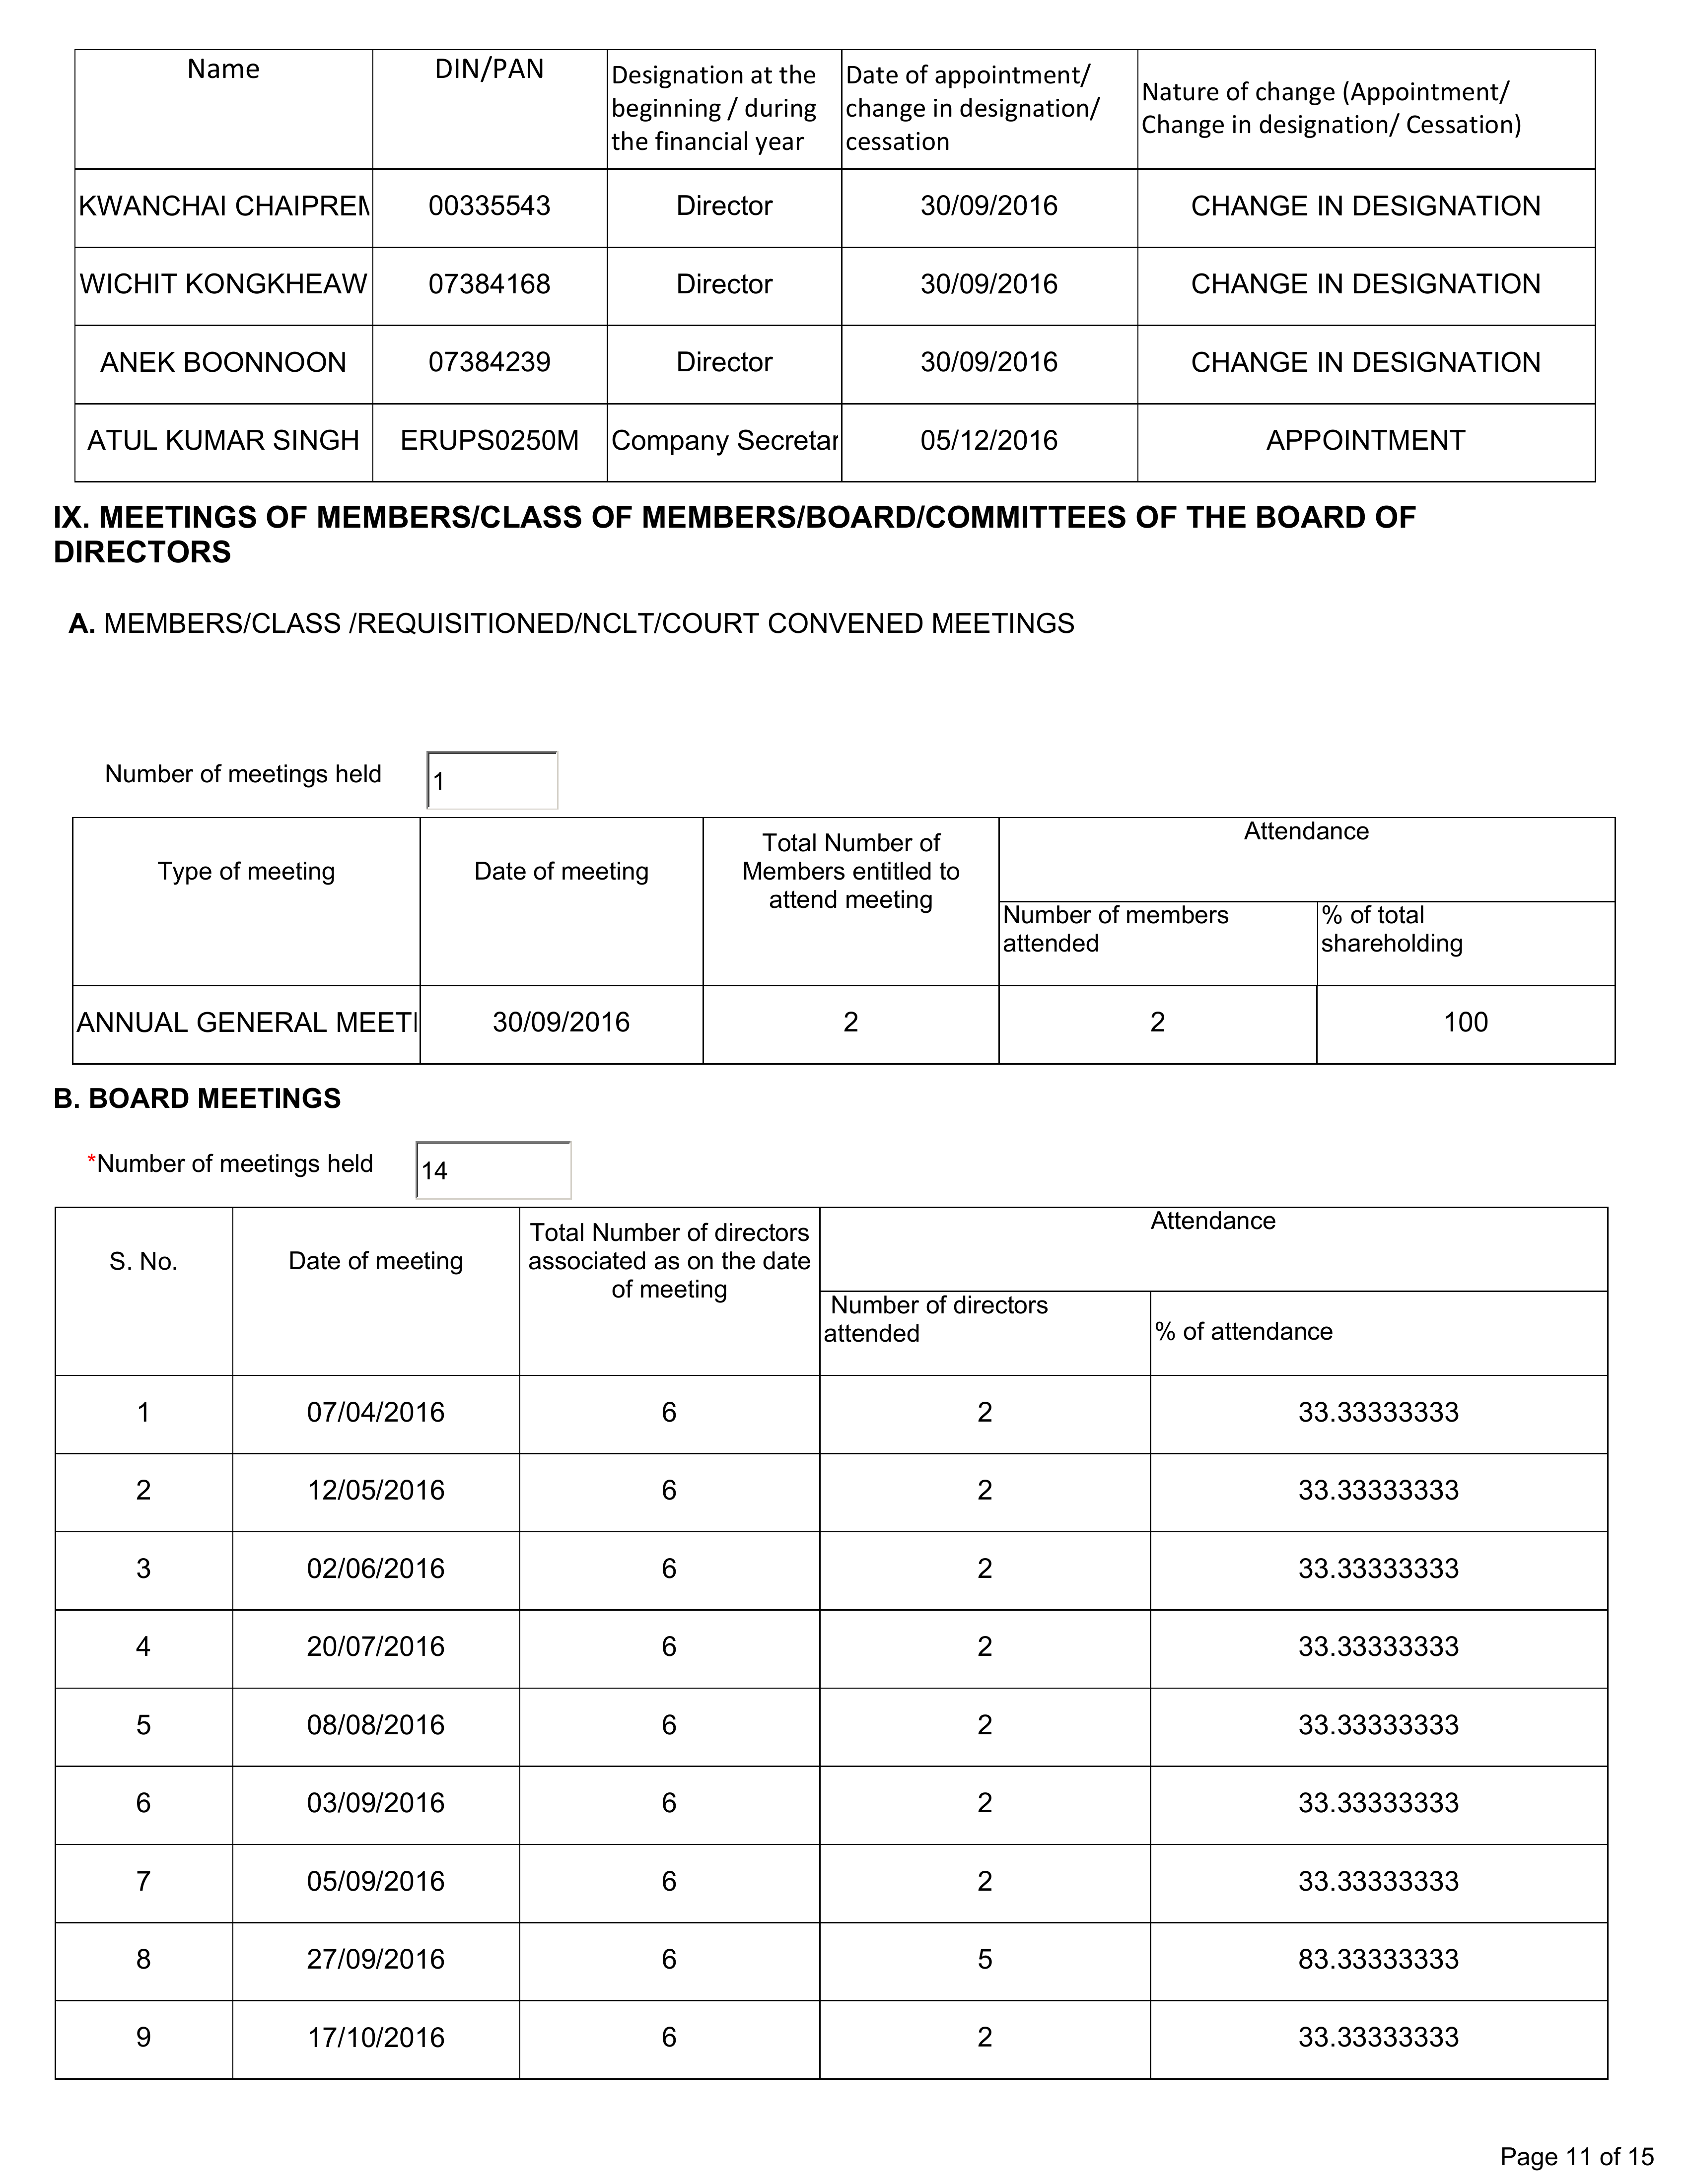 Name DIN/PAN Designation at the beginning / during the financial year Date of appointment/ change in designation/ cessation Nature of change (Appointment/ Change in designation/ Cessation)
KWANCHAI CHAIPREM 00335543 Director 30/09/2016 CHANGE IN DESIGNATION
WICHIT KONGKHEAW 07384168 Director 30/09/2016 CHANGE IN DESIGNATION
ANEK BOONNOON 07384239 Director 30/09/2016 CHANGE IN DESIGNATION
ATUL KUMAR SINGH ERUPS0250M Company Secretar 05/12/2016 APPOINTMENT
IX. MEETINGS OF MEMBERS/CLASS OF MEMBERS/BOARD/COMMITTEES OF THE BOARD OF
DIRECTORS
A. MEMBERS/CLASS /REQUISITIONED/NCLT/COURT CONVENED MEETINGS
Number of meetings held 1
Type of meeting Date of meeting Total Number of Members entitled to attend meeting Attendance
Number of members attended % of total shareholding
ANNUAL GENERAL MEETI 30/09/2016 2 2 100
B. BOARD MEETINGS
*Number of meetings held 14
S. No. Date of meeting Total Number of directors associated as on the date of meeting Attendance
Number of directors attended % of attendance
1 07/04/2016 6 2 33.33333333
2 12/05/2016 6 2 33.33333333
3 02/06/2016 6 2 33.33333333
4 20/07/2016 6 2 33.33333333
5 08/08/2016 6 2 33.33333333
6 03/09/2016 6 2 33.33333333
7 05/09/2016 6 2 33.33333333
8 27/09/2016 6 5 83.33333333
9 17/10/2016 6 2 33.33333333
Page 11 of 15